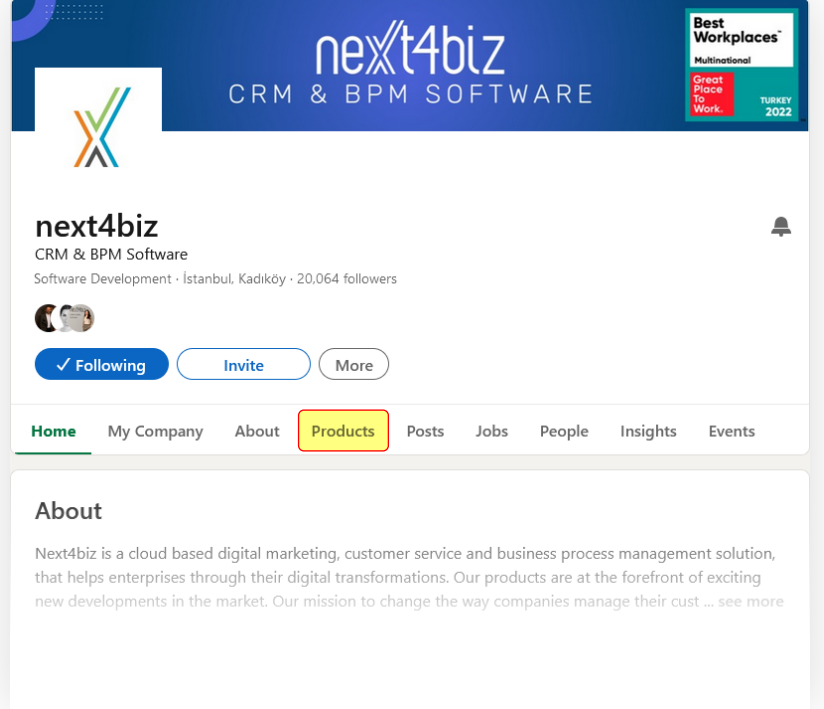 next4biz
CRM & BPM SOFTWARE
Best
Workplaces™
Multinational
Great
Place
To
Work.
TURKEY
2022
next4biz
CRM & BPM Software
Software Development · İstanbul, Kadıköy · 20,064 followers
✓ Following Invite More
Home My Company About Products Posts Jobs People Insights Events
About
Next4biz is a cloud based digital marketing, customer service and business process management solution,
that helps enterprises through their digital transformations. Our products are at the forefront of exciting
new developments in the market. Our mission to change the way companies manage their cust ... see more